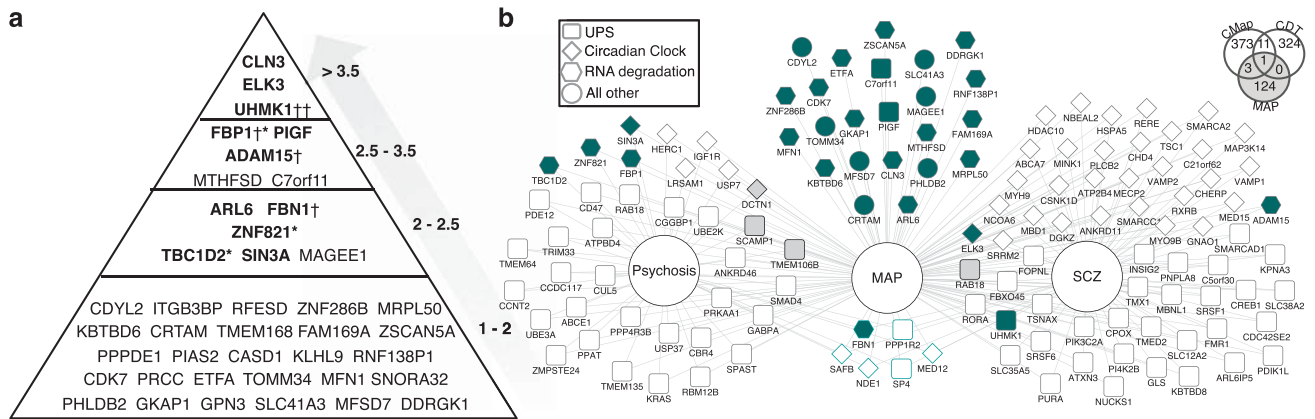 a
CLN3
ELK3
UHMK1††
> 3.5
FBP1†* PIGF
ADAM15†
MTHFSD C7orf11
2.5 - 3.5
ARL6 FBN1†
ZNF821*
TBC1D2* SIN3A MAGEE1
2 - 2.5
CDYL2 ITGB3BP RFESD ZNF286B MRPL50
KBTBD6 CRTAM TMEM168 FAM169A ZSCAN5A
PPPDE1 PIAS2 CASD1 KLHL9 RNF138P1
CDK7 PRCC ETFA TOMM34 MFN1 SNORA32
PHLDB2 GKAP1 GPN3 SLC41A3 MFSD7 DDRGK1
1 - 2
b
UPS
Circadian Clock
RNA degradation
All other
CMap
CDT
373
11
324
1
3
0
124
MAP
SIN3A
HERC1
IGF1R
ZNF821
FBP1
TBC1D2
LRSAM1
USP7
DCTN1
PDE12
CD47
RAB18
CGGBP1
UBE2K
SCAMP1
ATPBD4
TRIM33
TMEM64
TMEM106B
ANKRD46
Psychosis
CCDC117
CUL5
SMAD4
CCNT2
ABCE1
PRKAA1
UBE3A
PPP4R3B
GABPA
PPAT
USP37
CBR4
ZMPSTE24
SPAST
TMEM135
KRAS
RBM12B
ZSCAN5A
CDYL2
ETFA
DDRGK1
C7orf11
SLC41A3
RNF138P1
ZNF286B
CDK7
MAGEE1
GKAP1
PIGF
FAM169A
TOMM34
MFN1
MTHFSD
KBTBD6
MFSD7
CLN3
PHLDB2
MRPL50
CRTAM
ARL6
MAP
FBN1
PPP1R2
SAFB
NDE1
SP4
MED12
NBEAL2
HDAC10
HSPA5
RERE
SMARCA2
TSC1
MAP3K14
ABCA7
MINK1
PLCB2
CHD4
C21orf62
MYH9
ATP2B4
MECP2
VAMP2
VAMP1
CSNK1D
CHERP
NCOA6
RXRB
MED15
ADAM15
MBD1
DGKZ
ANKRD11
SMARCC*
ELK3
SRRM2
MYO9B
GNAO1
SMARCAD1
RAB18
FOPNL
SCZ
INSIG2
PNPLA8
C5orf30
KPNA3
FBXO45
TMX1
MBNL1
CREB1
SLC38A2
RORA
TSNAX
SRSF1
UHMK1
CPOX
PIK3C2A
TMED2
FMR1
CDC42SE2
SRSF6
SLC12A2
SLC35A5
ATXN3
PI4K2B
GLS
ARL6IP5
PDIK1L
PURA
NUCKS1
KBTBD8